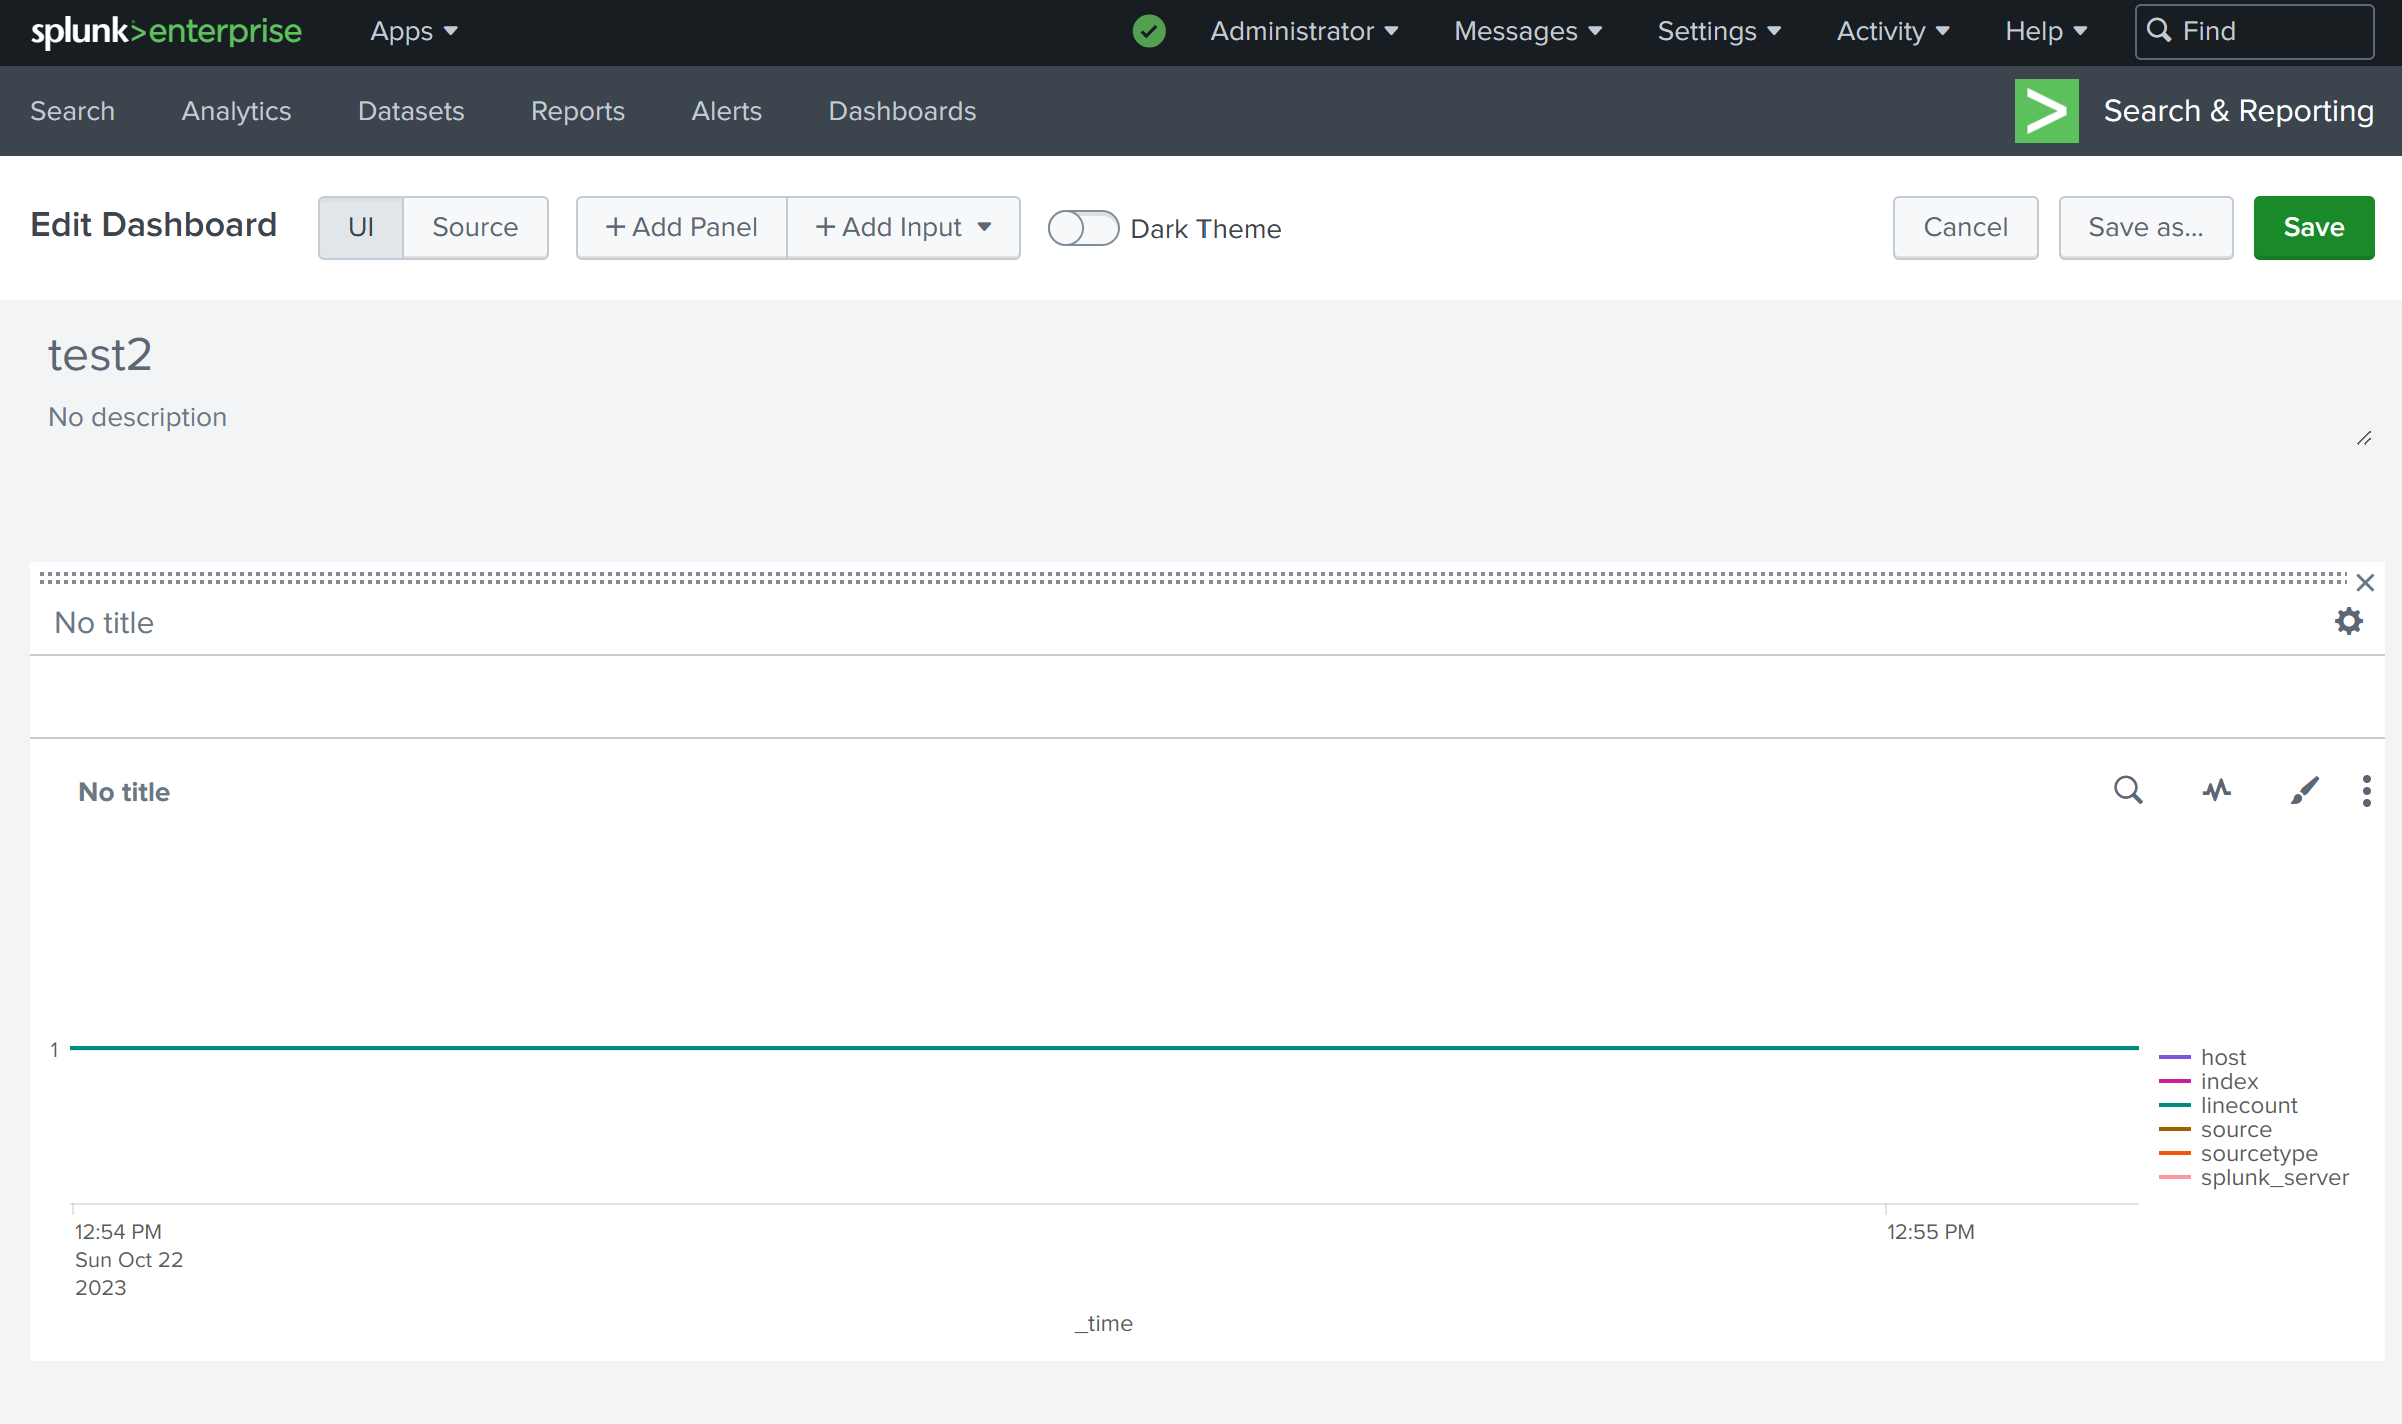 splunk>enterprise Apps Administrator Messages Settings Activity Help Find
Search Analytics Datasets Reports Alerts Dashboards Search & Reporting
Edit Dashboard UI Source + Add Panel + Add Input Dark Theme Cancel Save as... Save
test2
No description
No title
No title
1
host
index
linecount
source
sourcetype
splunk_server
12:54 PM
Sun Oct 22
2023
12:55 PM
_time